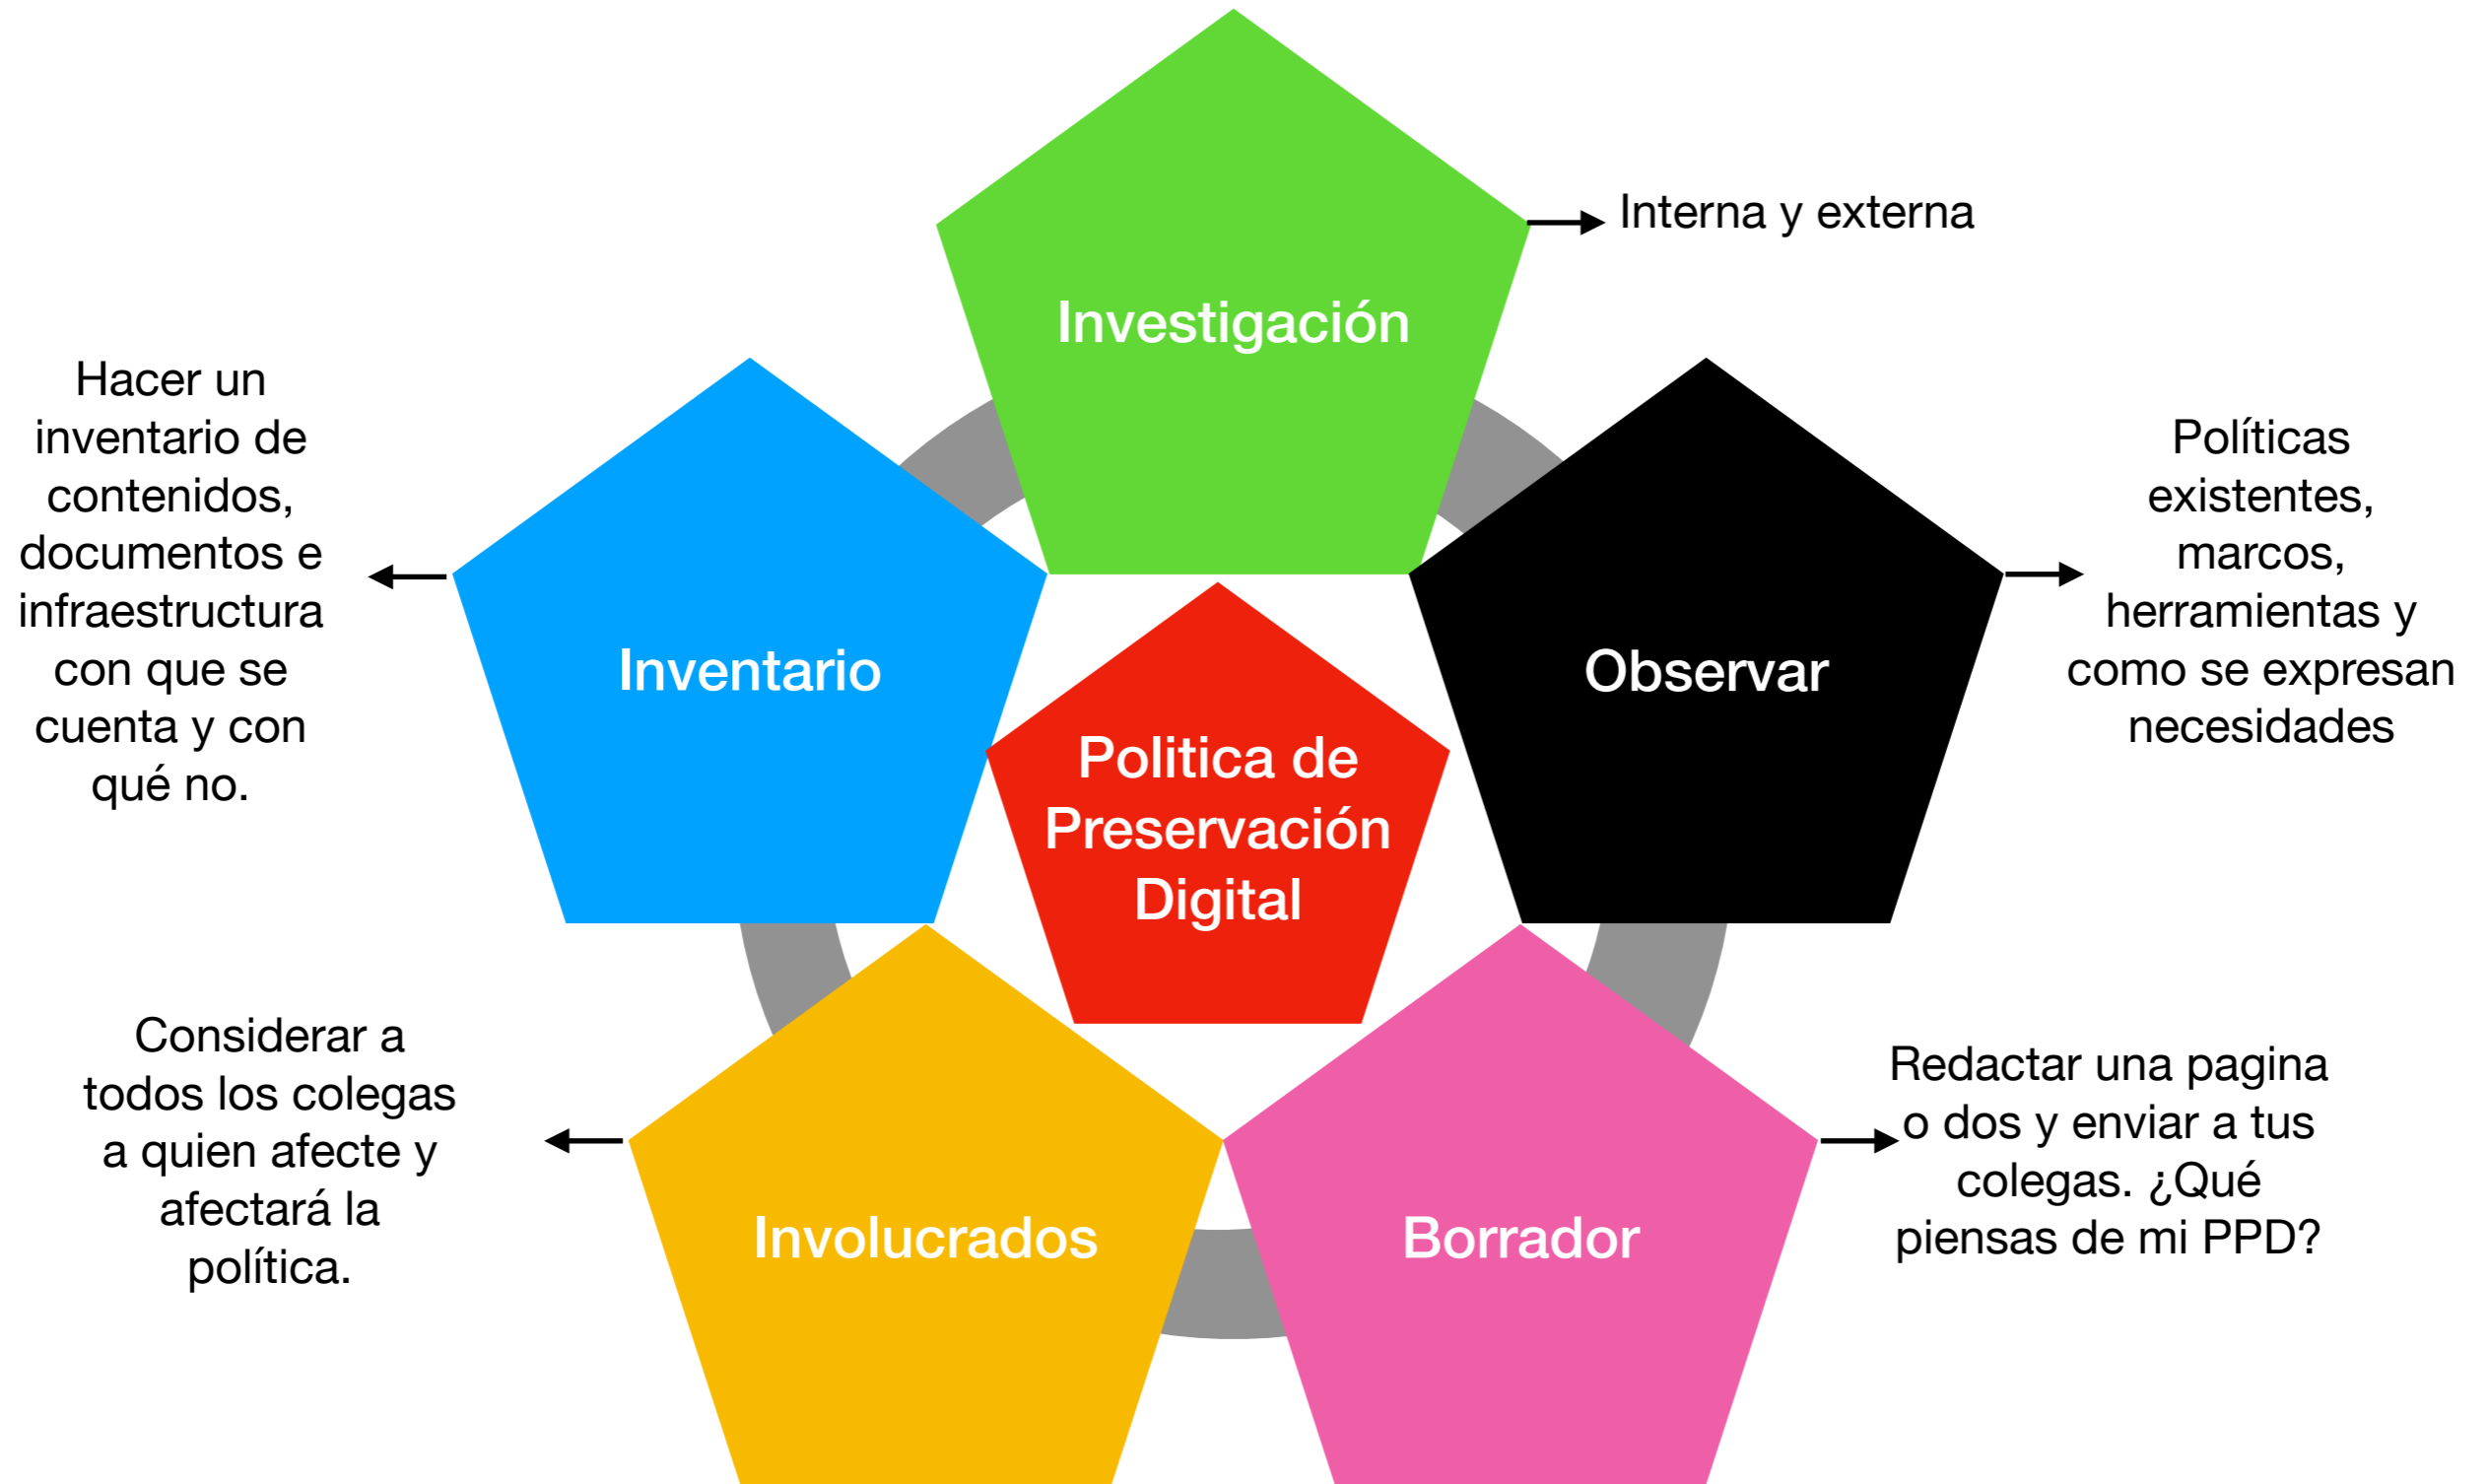 Interna y externa
Investigación
Hacer un
inventario de
contenidos,
documentos e
infraestructura
con que se
cuenta y con
qué no.
Inventario
Observar
Políticas
existentes,
marcos,
herramientas y
como se expresan
necesidades
Politica de
Preservación
Digital
Considerar a
todos los colegas
a quien afecte y
afectará la
política.
Involucrados
Borrador
Redactar una pagina
o dos y enviar a tus
colegas. ¿Qué
piensas de mi PPD?